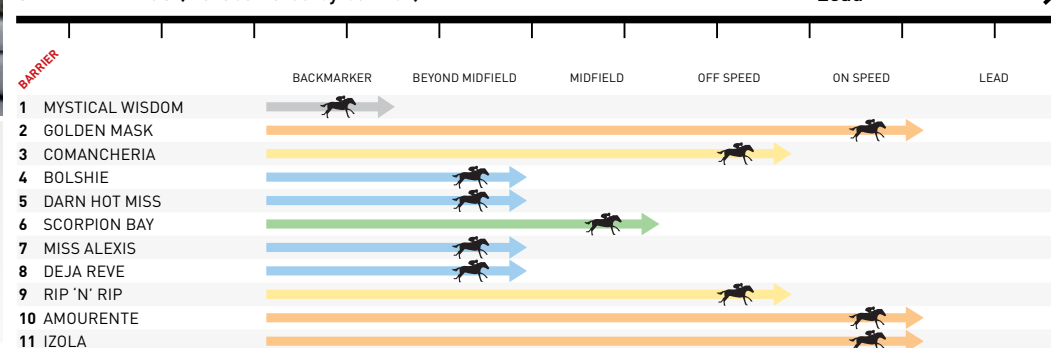 BARRIER
BACKMARKER BEYOND MIDFIELD MIDFIELD OFF SPEED ON SPEED LEAD
1 MYSTICAL WISDOM
2 GOLDEN MASK
3 COMANCHERIA
4 BOLSHIE
5 DARN HOT MISS
6 SCORPION BAY
7 MISS ALEXIS
8 DEJA REVE
9 RIP ‘N’ RIP
10 AMOURENTE
11 IZOLA